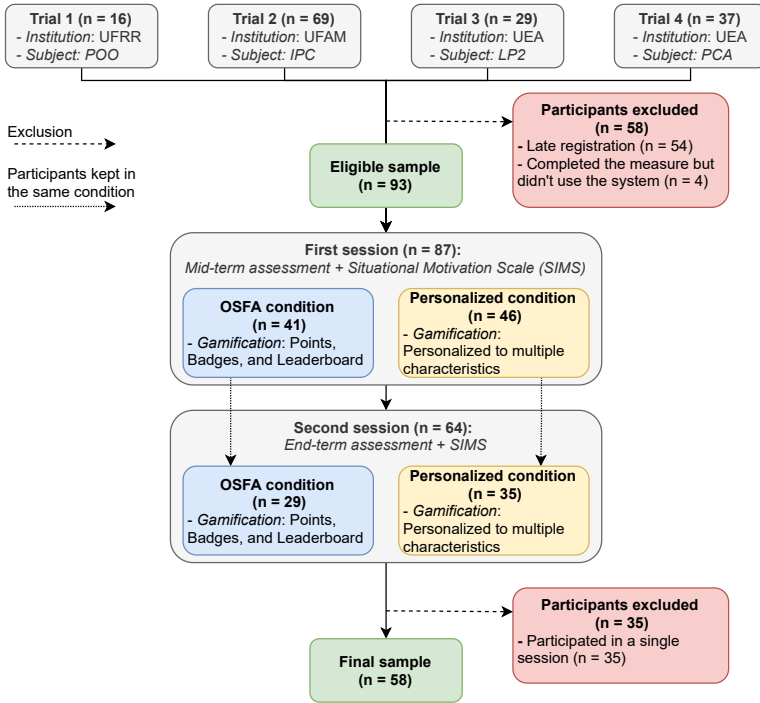 Trial 1 (n = 16)
- Institution: UFRR
- Subject: POO
Trial 2 (n = 69)
- Institution: UFAM
- Subject: IPC
Trial 3 (n = 29)
- Institution: UEA
- Subject: LP2
Trial 4 (n = 37)
- Institution: UEA
- Subject: PCA
Exclusion
Participants kept in
the same condition
Participants excluded
(n = 58)
- Late registration (n = 54)
- Completed the measure but
didn't use the system (n = 4)
Eligible sample
(n = 93)
First session (n = 87):
Mid-term assessment + Situational Motivation Scale (SIMS)
OSFA condition
(n = 41)
- Gamification: Points,
Badges, and Leaderboard
Personalized condition
(n = 46)
- Gamification:
Personalized to multiple
characteristics
Second session (n = 64):
End-term assessment + SIMS
OSFA condition
(n = 29)
- Gamification: Points,
Badges, and Leaderboard
Personalized condition
(n = 35)
- Gamification:
Personalized to multiple
characteristics
Participants excluded
(n = 35)
- Participated in a single
session (n = 35)
Final sample
(n = 58)